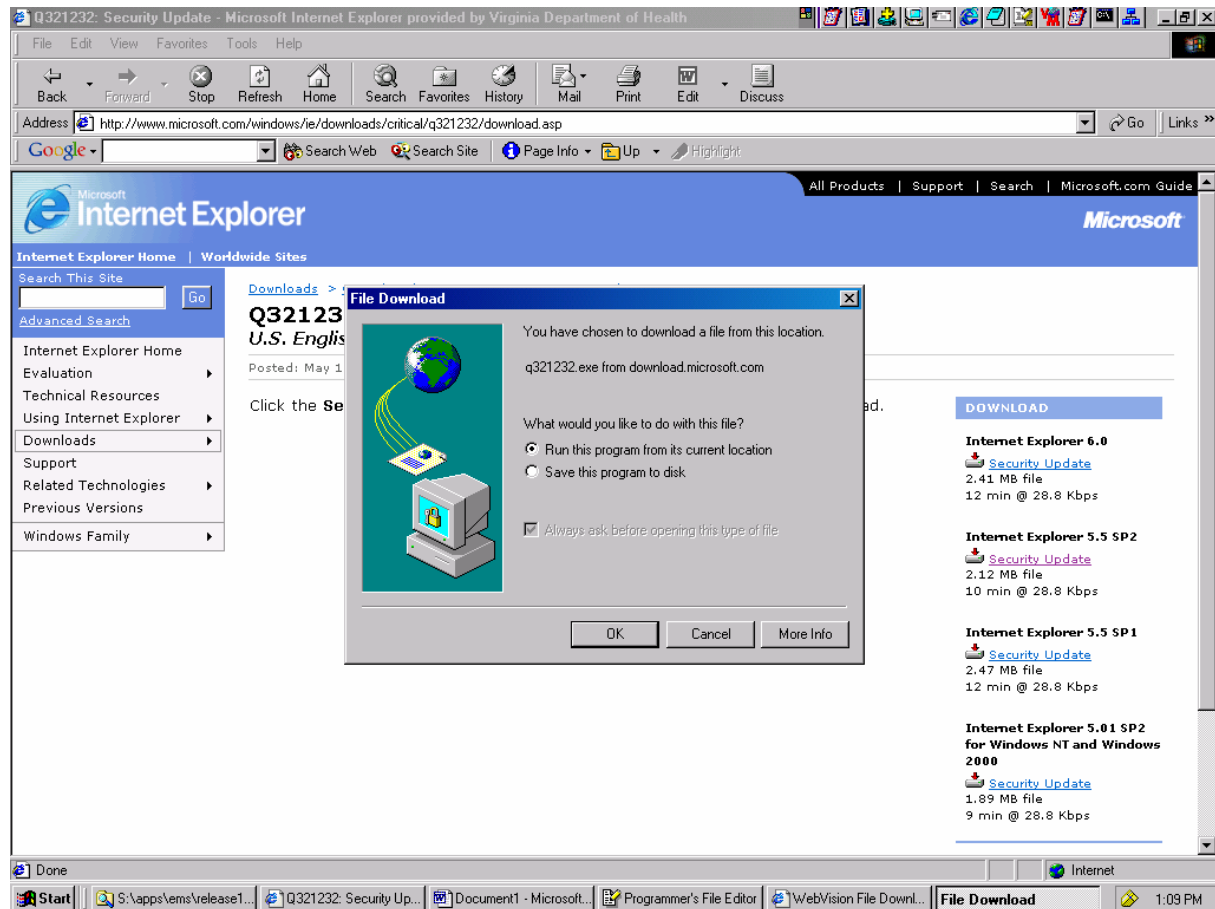 Q321232: Security Update - Microsoft Internet Explorer provided by Virginia Department of Health
File Edit View Favorites Tools Help
Back Forward Stop Refresh Home Search Favorites History Mail Print Edit Discuss
Address http://www.microsoft.com/windows/ie/downloads/critical/q321232/download.asp Go Links »
Google Search Web Search Site Page Info Up Highlight
All Products | Support | Search | Microsoft.com Guide
Microsoft
Internet Explorer
Microsoft
Internet Explorer Home | Worldwide Sites
Search This Site
Go
Advanced Search
Internet Explorer Home
Evaluation
Technical Resources
Using Internet Explorer
Downloads
Support
Related Technologies
Previous Versions
Windows Family
Downloads >
Q32123
U.S. Englis
Posted: May 1
Click the Se
ad.
File Download
You have chosen to download a file from this location.
q321232.exe from download.microsoft.com
What would you like to do with this file?
Run this program from its current location
Save this program to disk
Always ask before opening this type of file
OK Cancel More Info
DOWNLOAD
Internet Explorer 6.0
Security Update
2.41 MB file
12 min @ 28.8 Kbps
Internet Explorer 5.5 SP2
Security Update
2.12 MB file
10 min @ 28.8 Kbps
Internet Explorer 5.5 SP1
Security Update
2.47 MB file
12 min @ 28.8 Kbps
Internet Explorer 5.01 SP2
for Windows NT and Windows
2000
Security Update
1.89 MB file
9 min @ 28.8 Kbps
Done
Internet
Start S:\apps\ems\release1... Q321232: Security Up... Document1 - Microsoft... Programmer's File Editor WebVision File Downl... File Download 1:09 PM